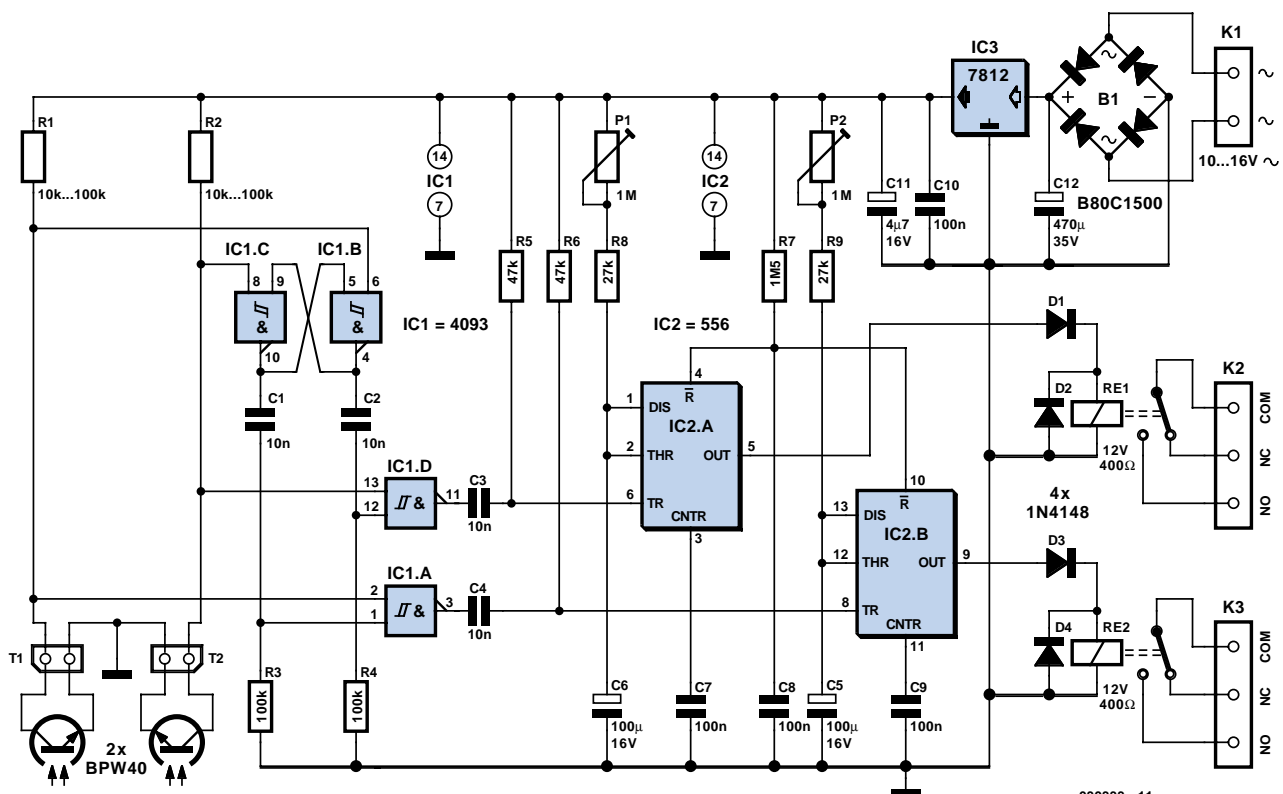 K1
IC3
7812
B1
10...16V ~
B80C1500
R1
10k...100k
R2
10k...100k
14
IC1
7
P1
1M
14
IC2
7
P2
1M
C11
4µ7
16V
C10
100n
C12
470µ
35V
IC1.C
IC1.B
8
9
5
6
&
&
10
4
R5
47k
R6
47k
R8
27k
R7
1M5
R9
27k
IC1 = 4093
IC2 = 556
C1
10n
C2
10n
D1
K2
D2
RE1
12V
400Ω
COM
NC
NO
4
R
1
DIS
IC2.A
2
THR
OUT
5
6
TR
CNTR
3
IC1.D
13
12
&
11
C3
10n
IC1.A
2
1
&
3
C4
10n
10
R
13
DIS
IC2.B
12
THR
OUT
9
8
TR
CNTR
11
4x
1N4148
D3
K3
D4
RE2
12V
400Ω
COM
NC
NO
T1
T2
R3
100k
R4
100k
C6
100µ
16V
C7
100n
C8
100n
C5
100µ
16V
C9
100n
2x
BPW40